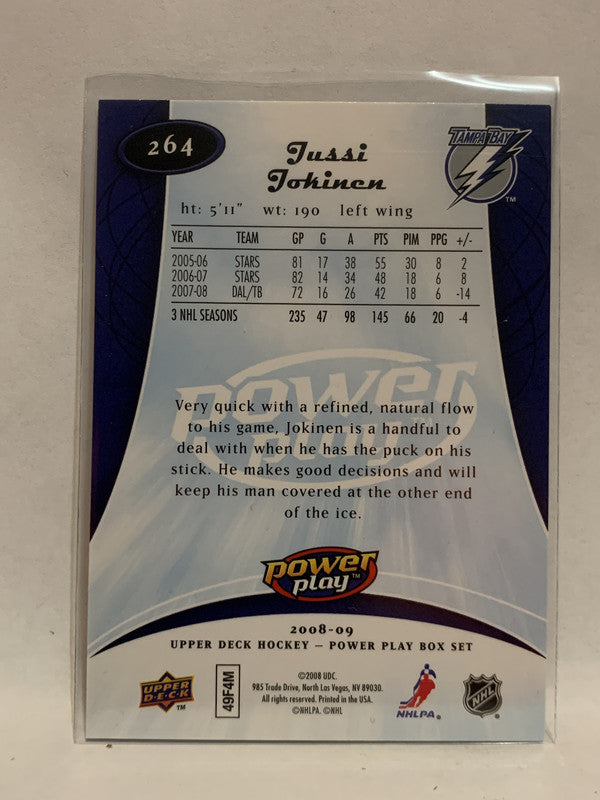 264
Jussi
Jokinen
TAMPA BAY
TM
ht: 5'11" wt: 190 left wing
YEAR TEAM GP G A PTS PIM PPG +/-
2005-06 STARS 81 17 38 55 30 8 2
2006-07 STARS 82 14 34 48 18 6 8
2007-08 DAL/TB 72 16 26 42 18 6 -14
3 NHL SEASONS 235 47 98 145 66 20 -4
power
play
TM
Very quick with a refined, natural flow
to his game, Jokinen is a handful to
deal with when he has the puck on his
stick. He makes good decisions and will
keep his man covered at the other end
of the ice.
power
play™
2008-09
UPPER DECK HOCKEY – POWER PLAY BOX SET
UPPER
DECK
TM
49F4M
©2008 UDC.
985 Trade Drive, North Las Vegas, NV 89030.
All rights reserved. Printed in the USA.
©NHLPA. ©NHL
NHLPA.
NHL